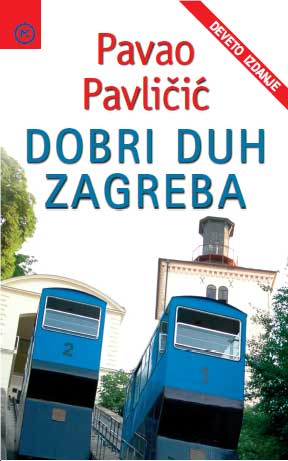 Pavao
Pavličić
DEVETO IZDANJE
DOBRI DUH
ZAGREBA
2
1